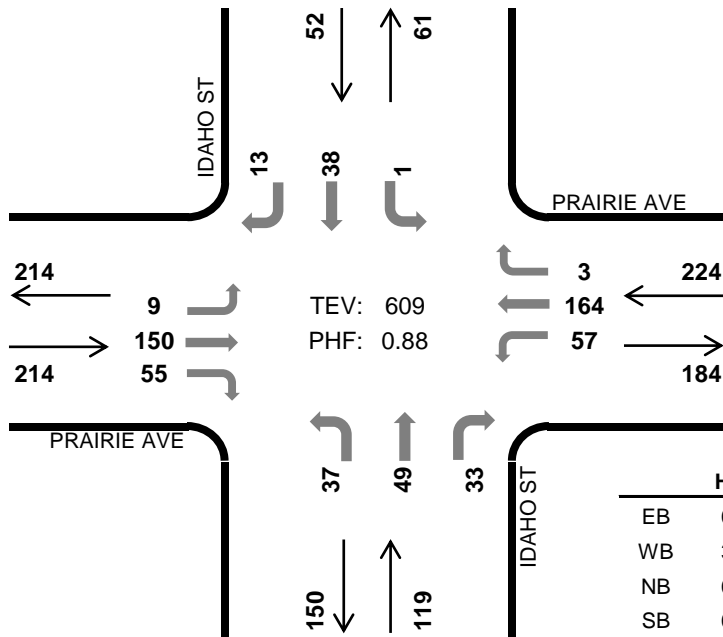 52
61
IDAHO ST
13
38
1
PRAIRIE AVE
214
9
TEV: 609
3
224
150
PHF: 0.88
164
214
55
57
184
PRAIRIE AVE
37
49
33
IDAHO ST
EB
WB
NB
SB
150
119